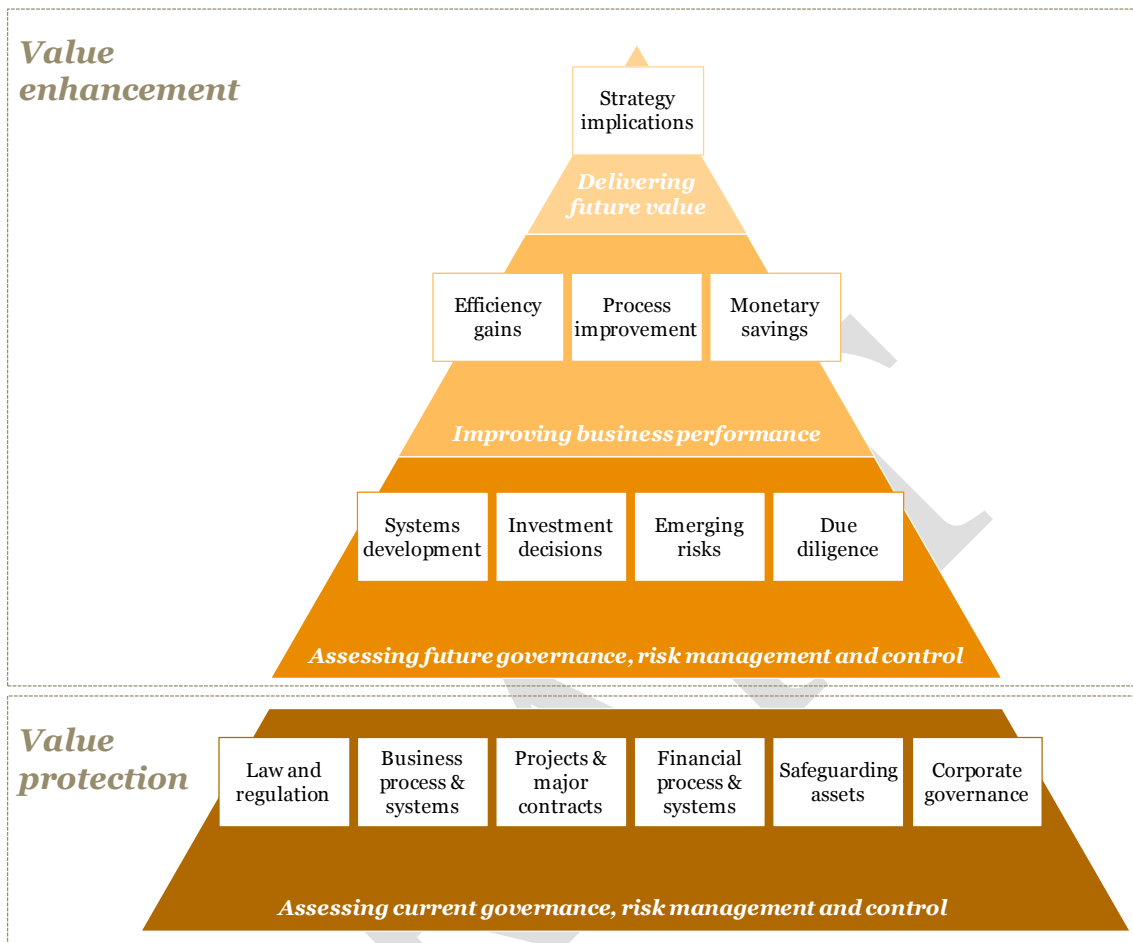 Value
enhancement
Strategy
implications
Delivering
future value
Efficiency
gains
Process
improvement
Monetary
savings
Improving business performance
Systems
development
Investment
decisions
Emerging
risks
Due
diligence
Assessing future governance, risk management and control
Value
protection
Law and
regulation
Business
process &
systems
Projects &
major
contracts
Financial
process &
systems
Safeguarding
assets
Corporate
governance
Assessing current governance, risk management and control